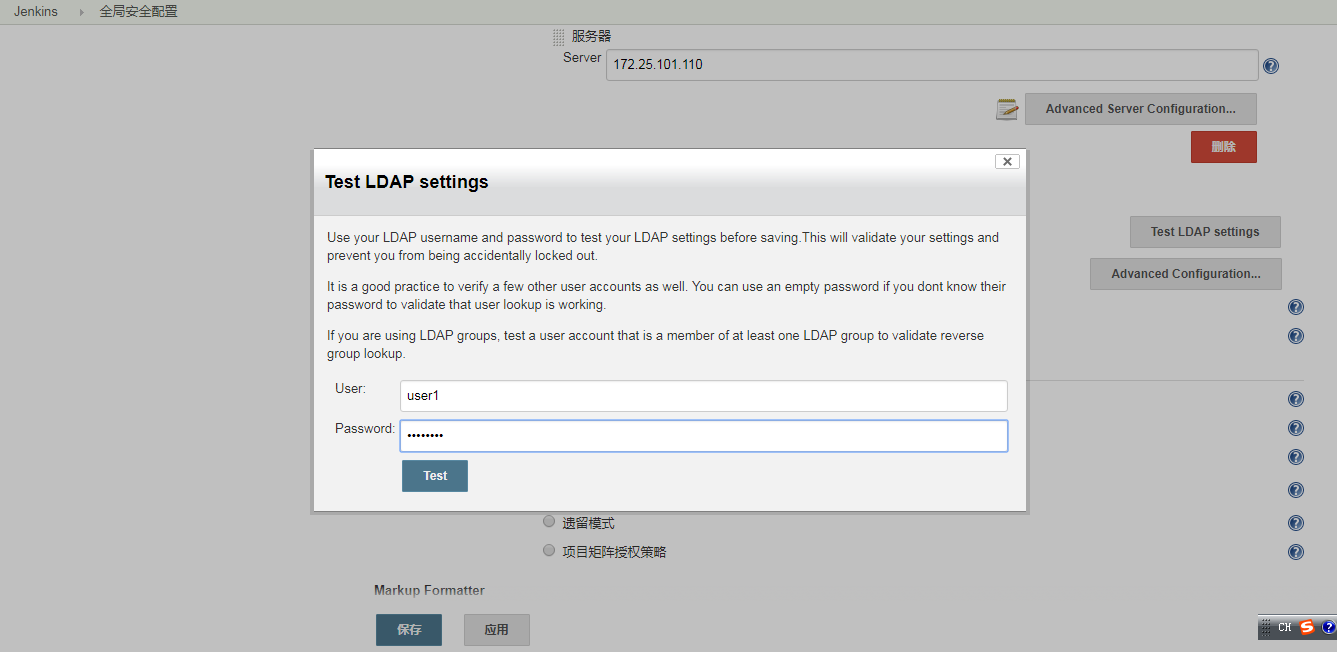 Jenkins 全局安全配置
服务器
Server 172.25.101.110
Advanced Server Configuration...
删除
Test LDAP settings
Use your LDAP username and password to test your LDAP settings before saving.This will validate your settings and
prevent you from being accidentally locked out.
It is a good practice to verify a few other user accounts as well. You can use an empty password if you dont know their
password to validate that user lookup is working.
If you are using LDAP groups, test a user account that is a member of at least one LDAP group to validate reverse
group lookup.
User: user1
Password: ••••••••
Test
Test LDAP settings
Advanced Configuration...
遗留模式
项目矩阵授权策略
Markup Formatter
保存 应用
CH